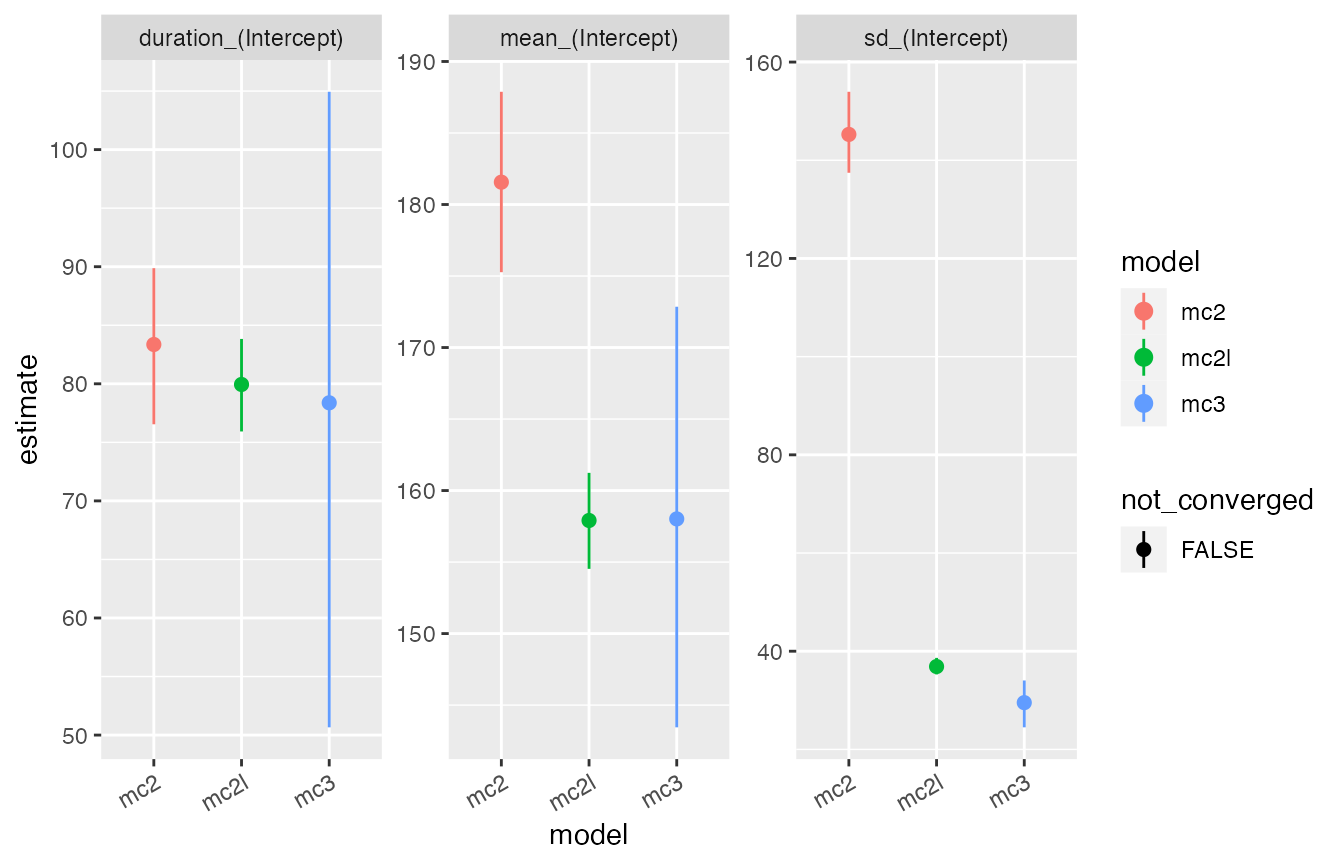 duration_(Intercept)
mean_(Intercept)
sd_(Intercept)
estimate
100
90
80
70
60
50
190
180
170
160
150
160
120
80
40
mc2
mc2l
mc3
mc2
mc2l
mc3
mc2
mc2l
mc3
model
model
mc2
mc2l
mc3
not_converged
FALSE